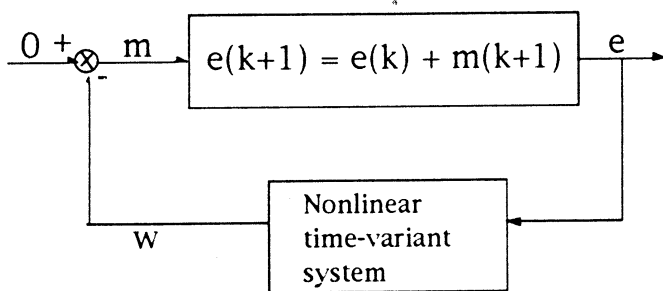 0 + m e(k+1) = e(k) + m(k+1) e
-
w
Nonlinear
time-variant
system